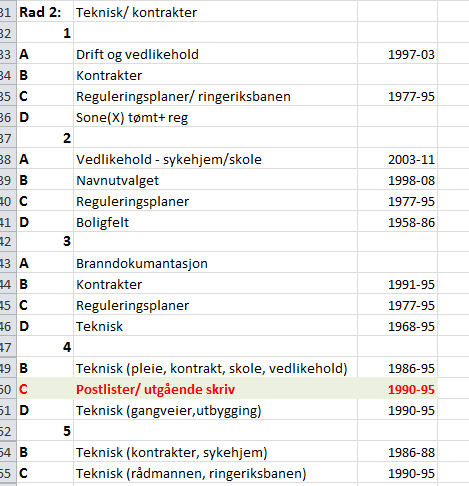 31 Rad 2: Teknisk/ kontrakter
32 1
33 A Drift og vedlikehold 1997-03
34 B Kontrakter
35 C Reguleringsplaner/ ringeriksbanen 1977-95
36 D Sone(X) tømt+ reg
37 2
38 A Vedlikehold - sykehjem/skole 2003-11
39 B Navnutvalget 1998-08
40 C Reguleringsplaner 1977-95
41 D Boligfelt 1958-86
42 3
43 A Branndokumantasjon
44 B Kontrakter 1991-95
45 C Reguleringsplaner 1977-95
46 D Teknisk 1968-95
47 4
49 B Teknisk (pleie, kontrakt, skole, vedlikehold) 1986-95
50 C Postlister/ utgående skriv 1990-95
51 D Teknisk (gangveier,utbygging) 1990-95
52 5
54 B Teknisk (kontrakter, sykehjem) 1986-88
55 C Teknisk (rådmannen, ringeriksbanen) 1990-95